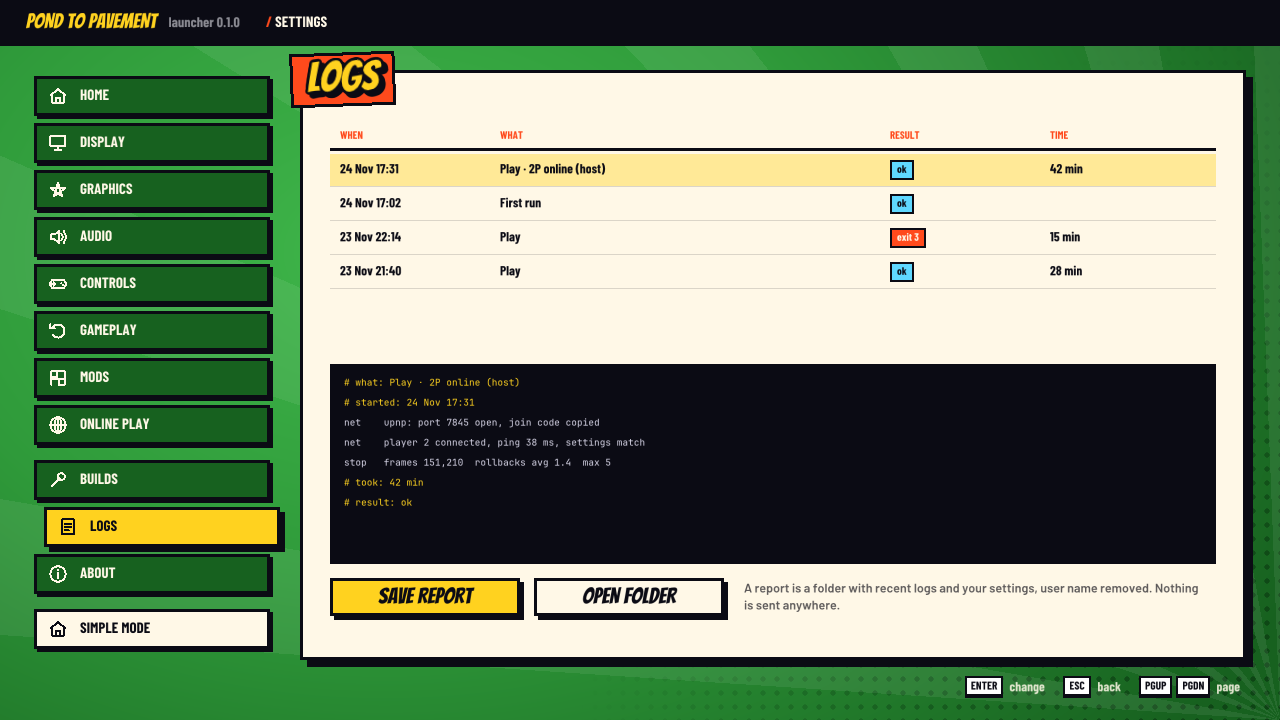 POND TO PAVEMENT launcher 0.1.0 / SETTINGS
HOME
DISPLAY
GRAPHICS
AUDIO
CONTROLS
GAMEPLAY
MODS
ONLINE PLAY
BUILDS
LOGS
ABOUT
SIMPLE MODE
LOGS
WHEN WHAT RESULT TIME
24 Nov 17:31 Play · 2P online (host) ok 42 min
24 Nov 17:02 First run ok
23 Nov 22:14 Play exit 3 15 min
23 Nov 21:40 Play ok 28 min
# what: Play · 2P online (host)
# started: 24 Nov 17:31
net upnp: port 7845 open, join code copied
net player 2 connected, ping 38 ms, settings match
stop frames 151,210 rollbacks avg 1.4 max 5
# took: 42 min
# result: ok
SAVE REPORT OPEN FOLDER
A report is a folder with recent logs and your settings, user name removed. Nothing
is sent anywhere.
ENTER change ESC back PGUP PGDN page